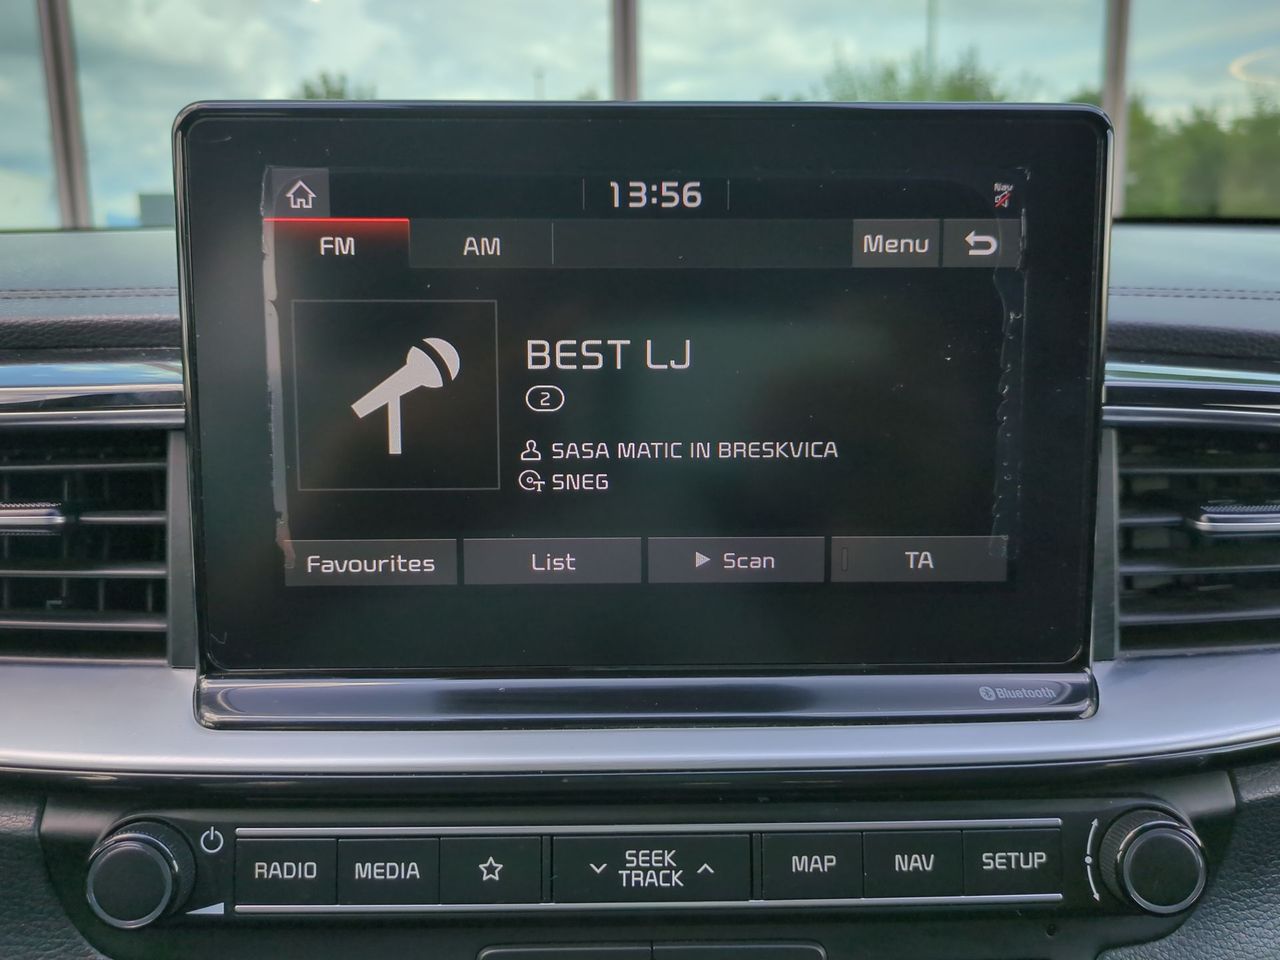 13:56
Nav
FM
AM
Menu
BEST LJ
2
SASA MATIC IN BRESKVICA
SNEG
Favourites
List
Scan
TA
Bluetooth
RADIO
MEDIA
SEEK
TRACK
MAP
NAV
SETUP